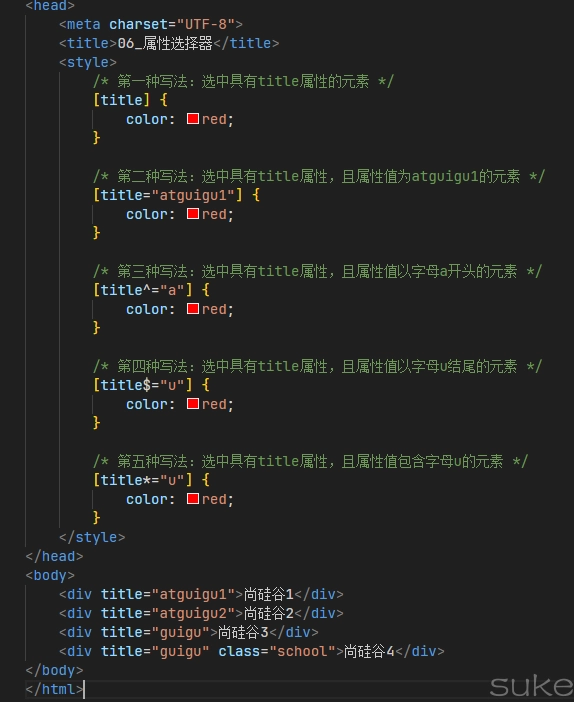 <head>
<meta charset="UTF-8">
<title>06_属性选择器</title>
<style>
/* 第一种写法：选中具有title属性的元素 */
[title] {
color: red;
}
/* 第二种写法：选中具有title属性，且属性值为atguigu1的元素 */
[title="atguigu1"] {
color: red;
}
/* 第三种写法：选中具有title属性，且属性值以字母a开头的元素 */
[title^="a"] {
color: red;
}
/* 第四种写法：选中具有title属性，且属性值以字母u结尾的元素 */
[title$="u"] {
color: red;
}
/* 第五种写法：选中具有title属性，且属性值包含字母u的元素 */
[title*="u"] {
color: red;
}
</style>
</head>
<body>
<div title="atguigu1">尚硅谷1</div>
<div title="atguigu2">尚硅谷2</div>
<div title="guigu">尚硅谷3</div>
<div title="guigu" class="school">尚硅谷4</div>
</body>
</html>
suke